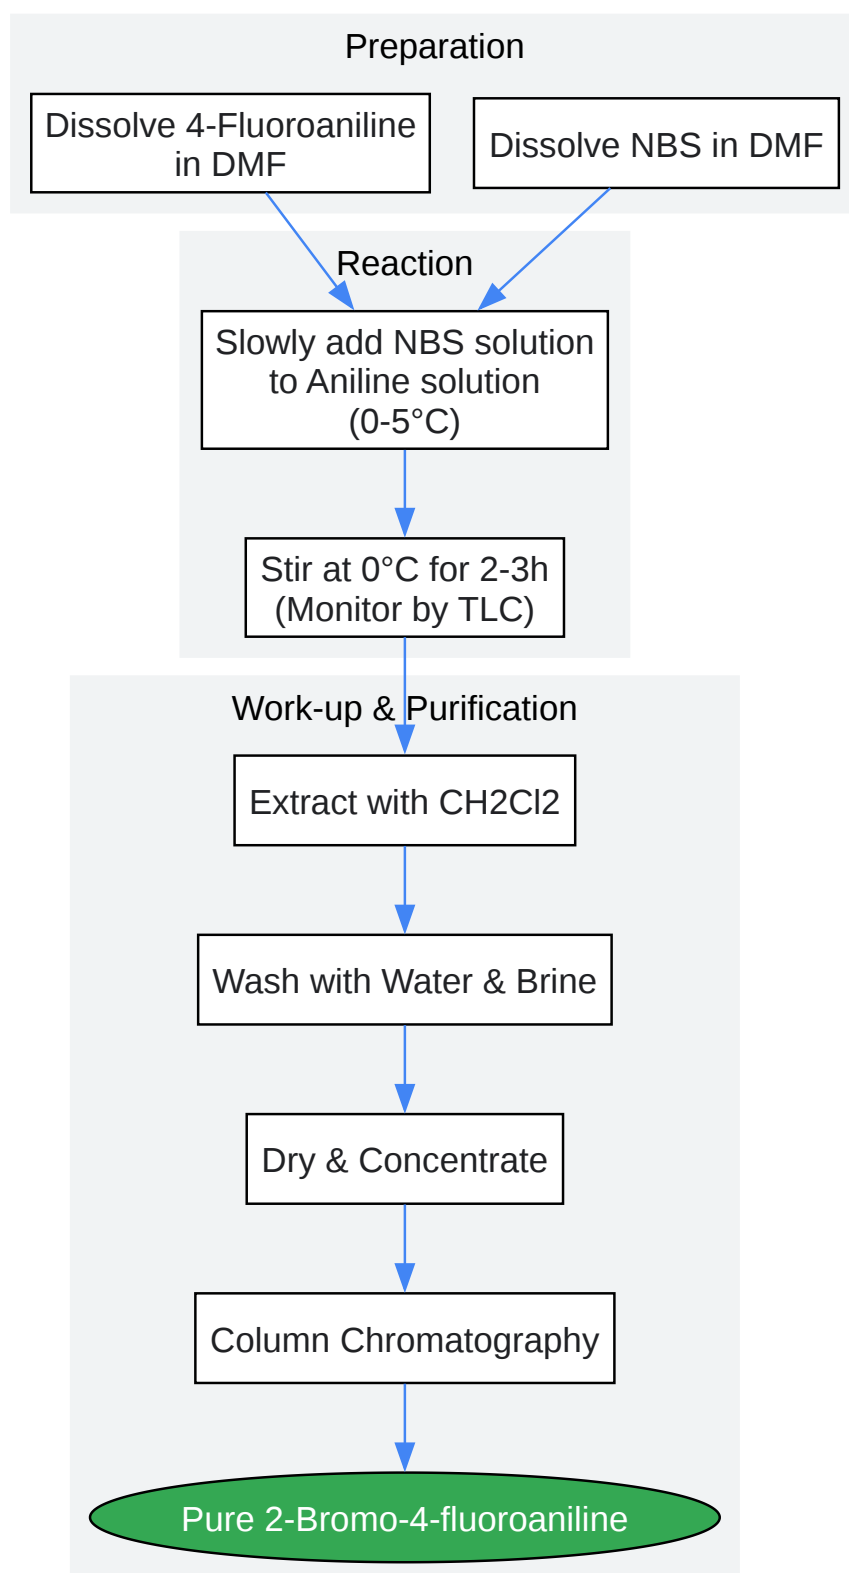 Preparation
Dissolve 4-Fluoroaniline
in DMF
Dissolve NBS in DMF
Reaction
Slowly add NBS solution
to Aniline solution
(0-5°C)
Stir at 0°C for 2-3h
(Monitor by TLC)
Work-up & Purification
Extract with CH2Cl2
Wash with Water & Brine
Dry & Concentrate
Column Chromatography
Pure 2-Bromo-4-fluoroaniline